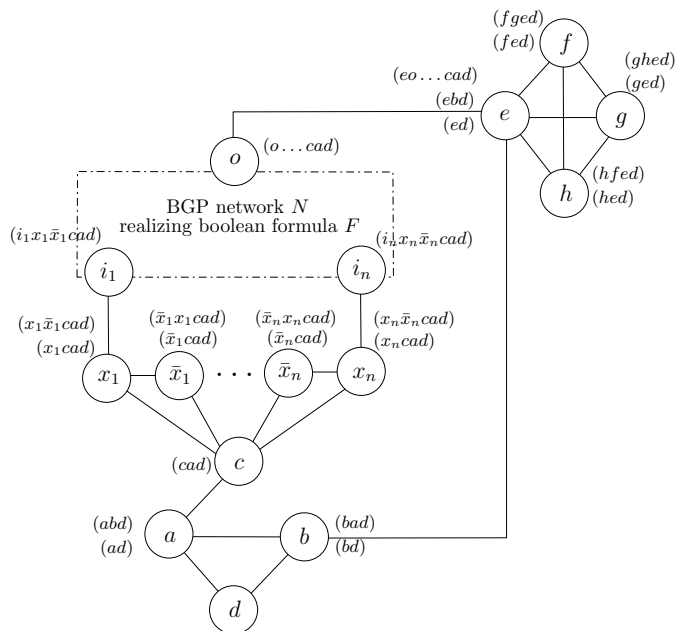 (fged)
(fed)
f
(ghed)
(ged)
(eo...cad)
(ebd)
(ed)
e
g
o
(o...cad)
(hfed)
(hed)
h
BGP network N
realizing boolean formula F
(i₁x₁x̄₁cad)
(iₙxₙx̄ₙcad)
i₁
iₙ
(x₁x̄₁cad)
(x₁cad)
(x̄₁x₁cad)
(x̄₁cad)
(x̄ₙxₙcad)
(x̄ₙcad)
(xₙx̄ₙcad)
(xₙcad)
x₁
x̄₁
...
x̄ₙ
xₙ
(cad)
c
(abd)
(ad)
a
b
(bad)
(bd)
d